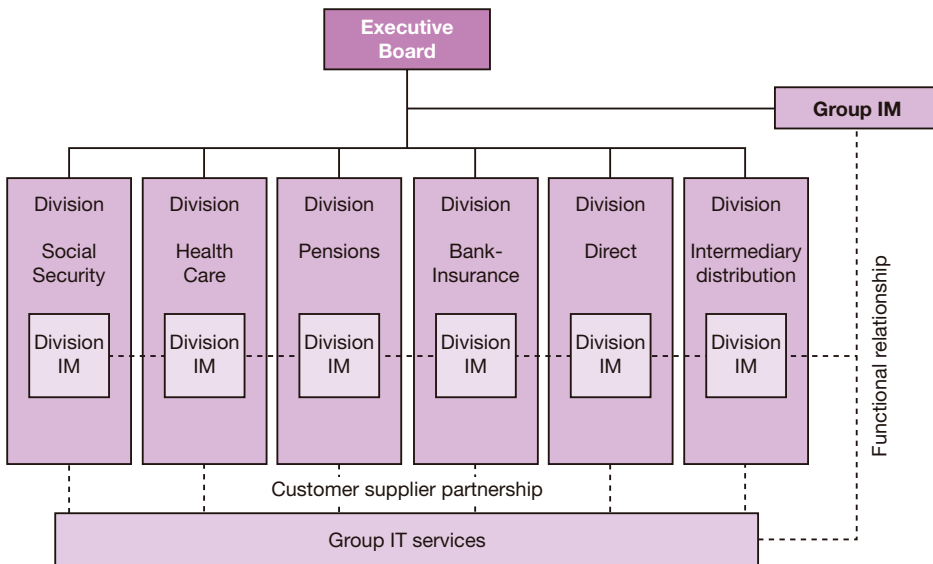 Executive
Board
Group IM
Division
Social
Security
Division
IM
Division
Health
Care
Division
IM
Division
Pensions
Division
IM
Division
Bank-
Insurance
Division
IM
Division
Direct
Division
IM
Division
Intermediary
distribution
Division
IM
Functional relationship
Customer supplier partnership
Group IT services